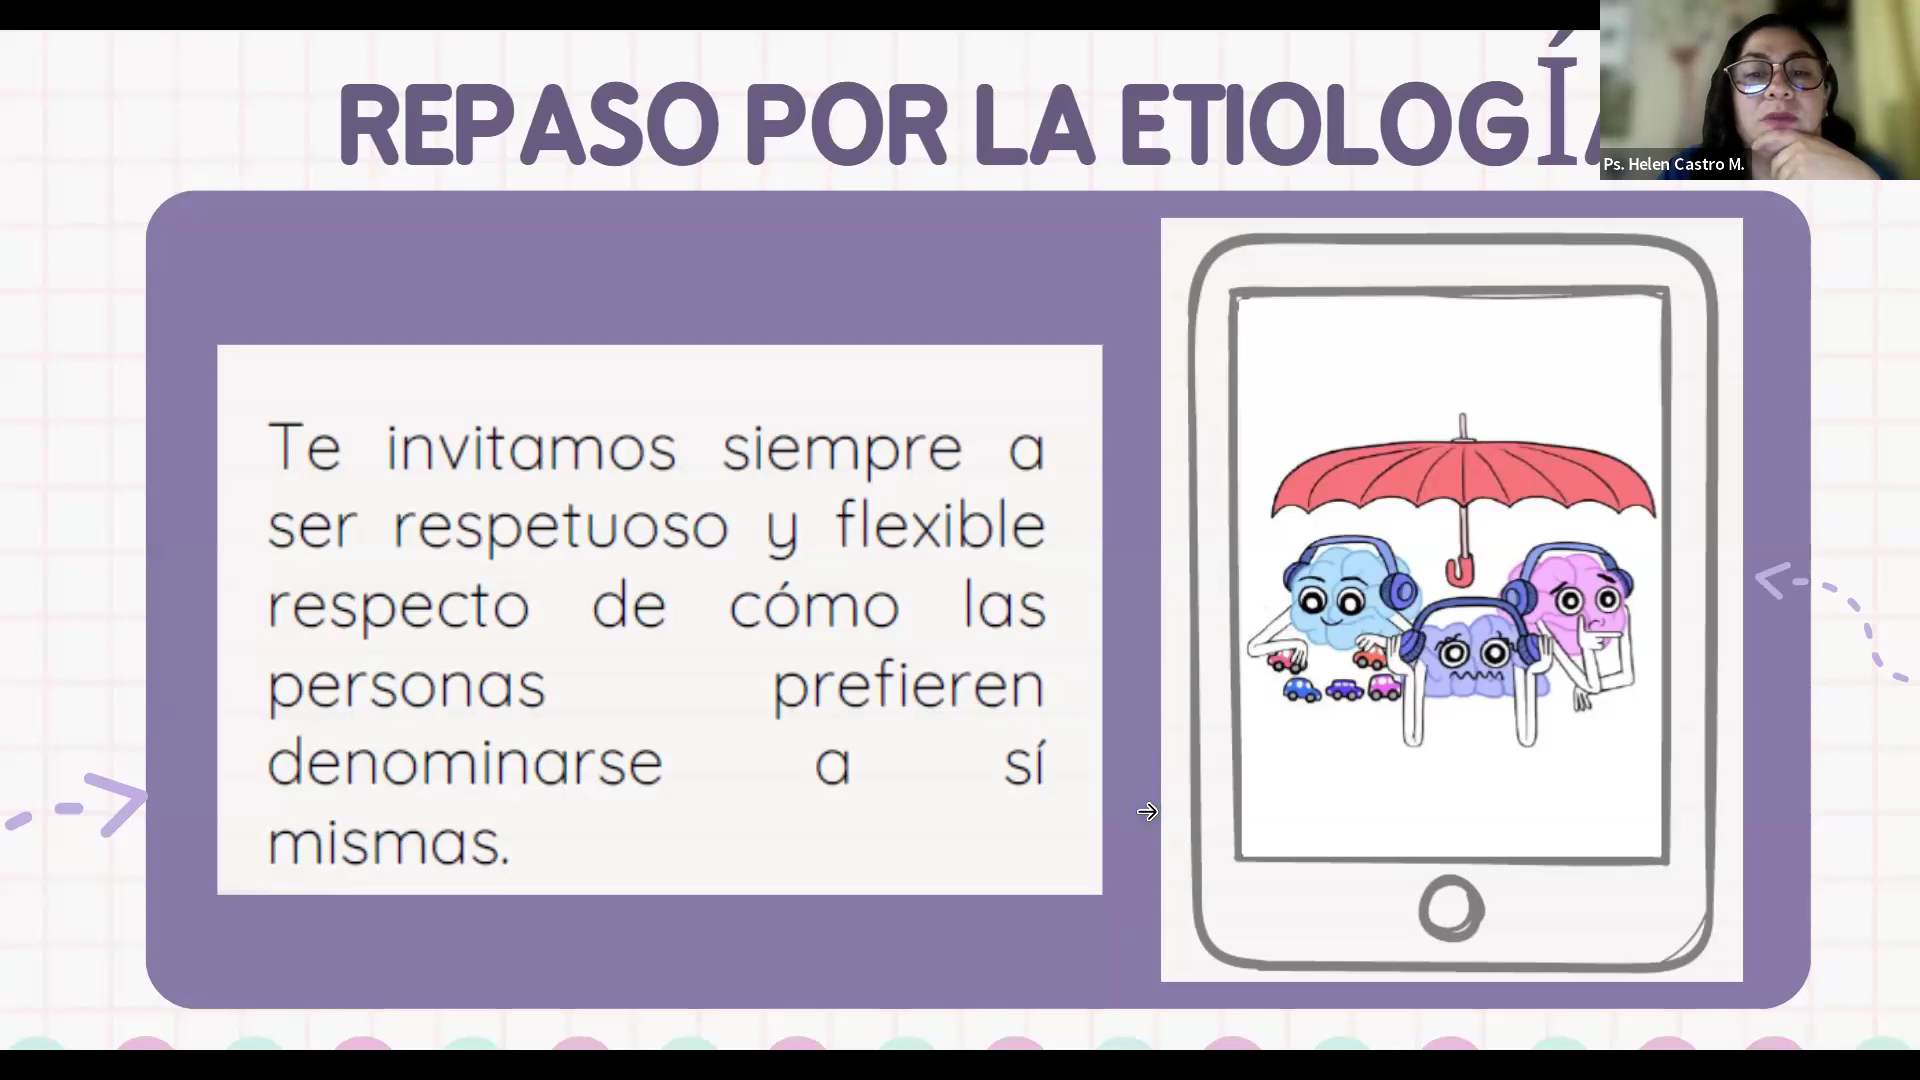 REPASO POR LA ETIOLOGÍA
Ps. Helen Castro M.
Te invitamos siempre a
ser respetuoso y flexible
respecto de cómo las
personas prefieren
denominarse a sí
mismas.